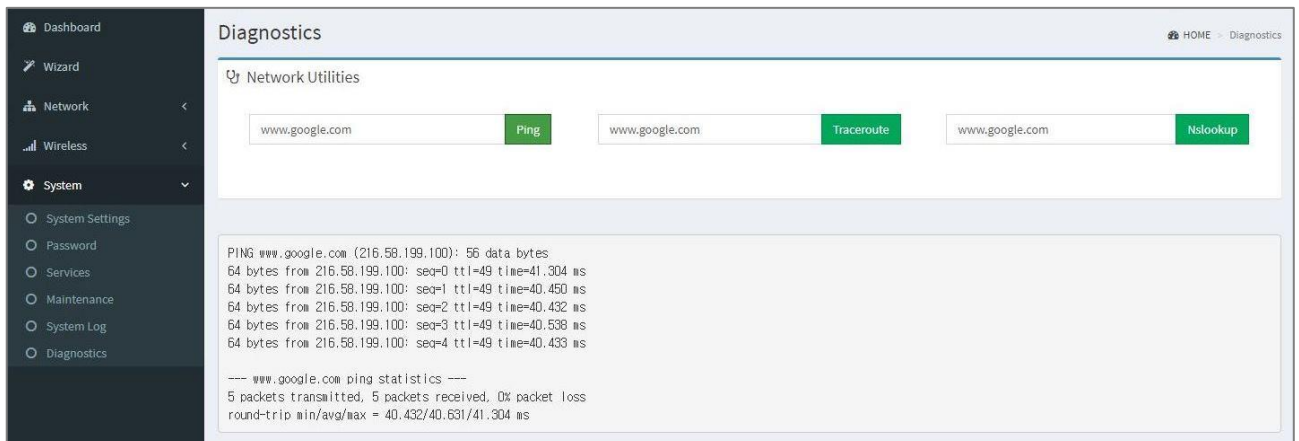 Dashboard
Wizard
Network
Wireless
System
System Settings
Password
Services
Maintenance
System Log
Diagnostics
Diagnostics
HOME > Diagnostics
Network Utilities
www.google.com Ping www.google.com Traceroute www.google.com Nslookup
PING www.google.com (216.58.199.100): 56 data bytes
64 bytes from 216.58.199.100: seq=0 ttl=49 time=41.304 ms
64 bytes from 216.58.199.100: seq=1 ttl=49 time=40.450 ms
64 bytes from 216.58.199.100: seq=2 ttl=49 time=40.432 ms
64 bytes from 216.58.199.100: seq=3 ttl=49 time=40.538 ms
64 bytes from 216.58.199.100: seq=4 ttl=49 time=40.433 ms
--- www.google.com ping statistics ---
5 packets transmitted, 5 packets received, 0% packet loss
round-trip min/avg/max = 40.432/40.631/41.304 ms